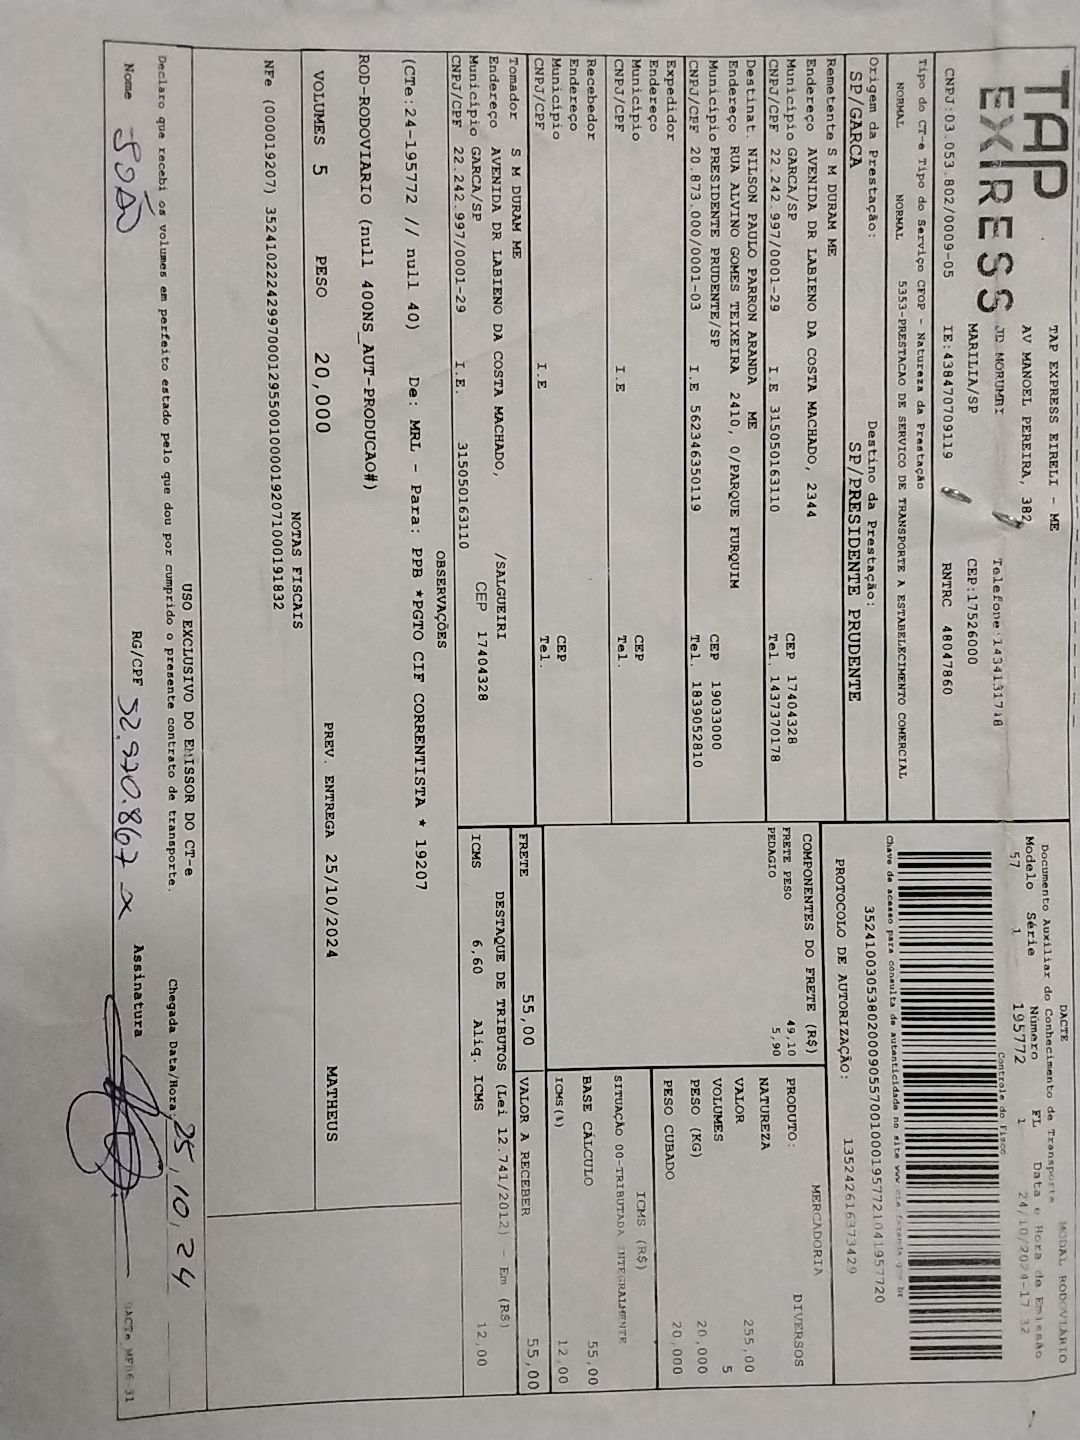 TAP EXPRESS
TAP EXPRESS EIRELI - ME
AV MANOEL PEREIRA, 382
JD MORUMBI Telefone:1434131718
MARILIA/SP CEP:17526000
CNPJ:03.053.802/0009-05 IE:438470709119 RNTRC 48047860
DACTE MODAL RODOVIÁRIO
Documento Auxiliar do Conhecimento de Transporte
Modelo Série Número FL Data e Hora de Emissão
57 1 195772 1 24/10/2024-17:32
Controle do Fisco
Chave de acesso para consulta de autenticidade no site www.cte.fazenda.gov.br
35241003053802000905570010001957721041957720
PROTOCOLO DE AUTORIZAÇÃO: 135242616373429
Tipo do CT-e Tipo do Serviço CFOP - Natureza da Prestação
NORMAL NORMAL 5353-PRESTACAO DE SERVICO DE TRANSPORTE A ESTABELECIMENTO COMERCIAL
Origem da Prestação: Destino da Prestação:
SP/GARCA SP/PRESIDENTE PRUDENTE
Remetente S M DURAM ME
Endereço AVENIDA DR LABIENO DA COSTA MACHADO, 2344
Município GARCA/SP CEP 17404328
CNPJ/CPF 22.242.997/0001-29 I.E 315050163110 Tel. 1437370178
Destinat. NILSON PAULO PARRON ARANDA ME
Endereço RUA ALVINO GOMES TEIXEIRA 2410, 0/PARQUE FURQUIM
Município PRESIDENTE PRUDENTE/SP CEP 19033000
CNPJ/CPF 20.873.000/0001-03 I.E 562346350119 Tel. 1839052810
Expedidor
Endereço
Município CEP
CNPJ/CPF I.E Tel.
Recebedor
Endereço
Município CEP
CNPJ/CPF I.E Tel.
Tomador S M DURAM ME
Endereço AVENIDA DR LABIENO DA COSTA MACHADO, /SALGUEIRI
Município GARCA/SP CEP 17404328
CNPJ/CPF 22.242.997/0001-29 I.E. 315050163110
COMPONENTES DO FRETE (R$)
FRETE PESO 49,10
PEDAGIO 5,90
MERCADORIA
PRODUTO: DIVERSOS
NATUREZA
VALOR 255,00
VOLUMES 5
PESO (KG) 20,000
PESO CUBADO 20,000
ICMS (R$)
SITUAÇÃO 00-TRIBUTADA INTEGRALMENTE
BASE CÁLCULO 55,00
ICMS(%) 12,00
FRETE 55,00 VALOR A RECEBER 55,00
DESTAQUE DE TRIBUTOS (Lei 12.741/2012) - Em (R$)
ICMS 6,60 Aliq. ICMS 12,00
OBSERVAÇÕES
(CTe:24-195772 // null 40) De: MRL - Para: PPB *PGTO CIF CORRENTISTA * 19207
ROD-RODOVIARIO (null 400NS_AUT-PRODUCAO#)
VOLUMES 5 PESO 20,000 PREV. ENTREGA 25/10/2024 MATHEUS
NOTAS FISCAIS
NFe (000019207) 35241022242997000129550010000192071000191832
USO EXCLUSIVO DO EMISSOR DO CT-e
Declaro que recebi os volumes em perfeito estado pelo que dou por cumprido o presente contrato de transporte. Chegada Data/Hora: 25/10/24
Nome JOÃO RG/CPF 52.970.867-x Assinatura
DACTe MP06-31